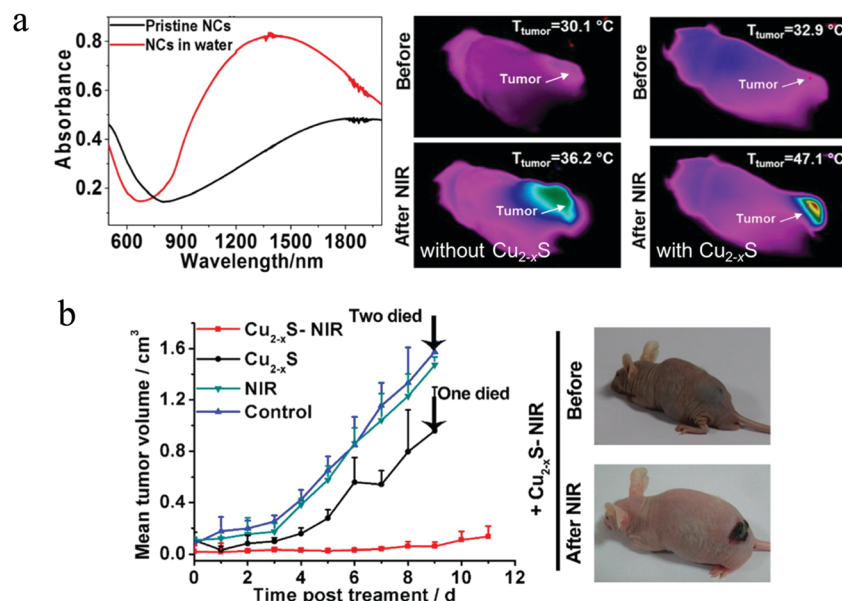 a
Pristine NCs
NCs in water
Absorbance
0.8
0.6
0.4
0.2
600 900 1200 1500 1800
Wavelength/nm
Before
T_tumor=30.1 °C
Tumor
T_tumor=32.9 °C
Tumor
After NIR
T_tumor=36.2 °C
Tumor
without Cu₂₋ₓS
T_tumor=47.1 °C
Tumor
with Cu₂₋ₓS
Before
After NIR
b
Mean tumor volume / cm³
1.6
1.2
0.8
0.4
0.0
Cu₂₋ₓS- NIR
Cu₂₋ₓS
NIR
Control
Two died
One died
0 2 4 6 8 10 12
Time post treament / d
+ Cu₂₋ₓS- NIR
Before
After NIR